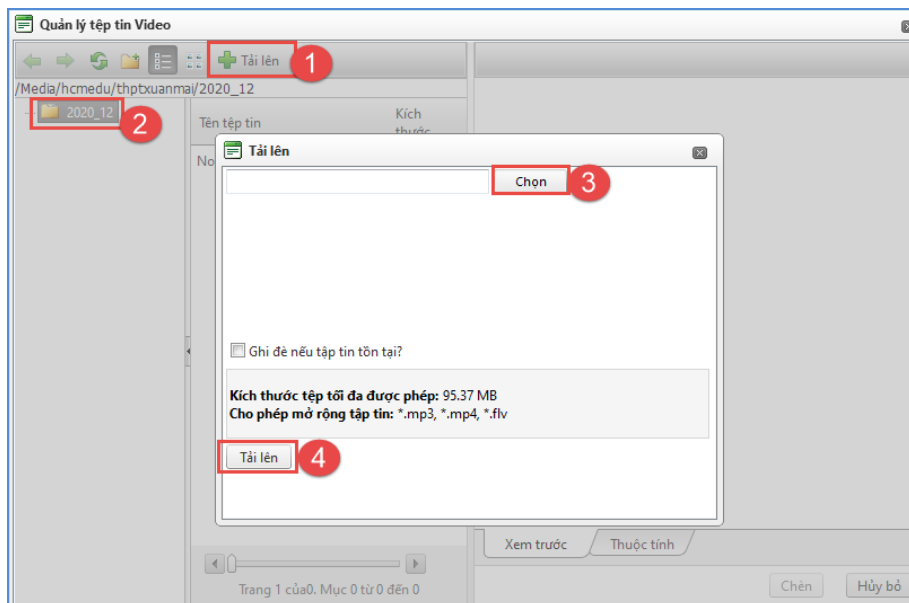 Quản lý tệp tin Video
Tải lên
1
/Media/hcmedu/thptxuanmai/2020_12
2020_12
2
Tên tệp tin
Kích
thước
No
Tải lên
Chọn
3
Ghi đè nếu tập tin tồn tại?
Kích thước tệp tối đa được phép: 95.37 MB
Cho phép mở rộng tập tin: *.mp3, *.mp4, *.flv
Tải lên
4
Xem trước
Thuộc tính
Trang 1 của0. Mục 0 từ 0 đến 0
Chèn
Hủy bỏ